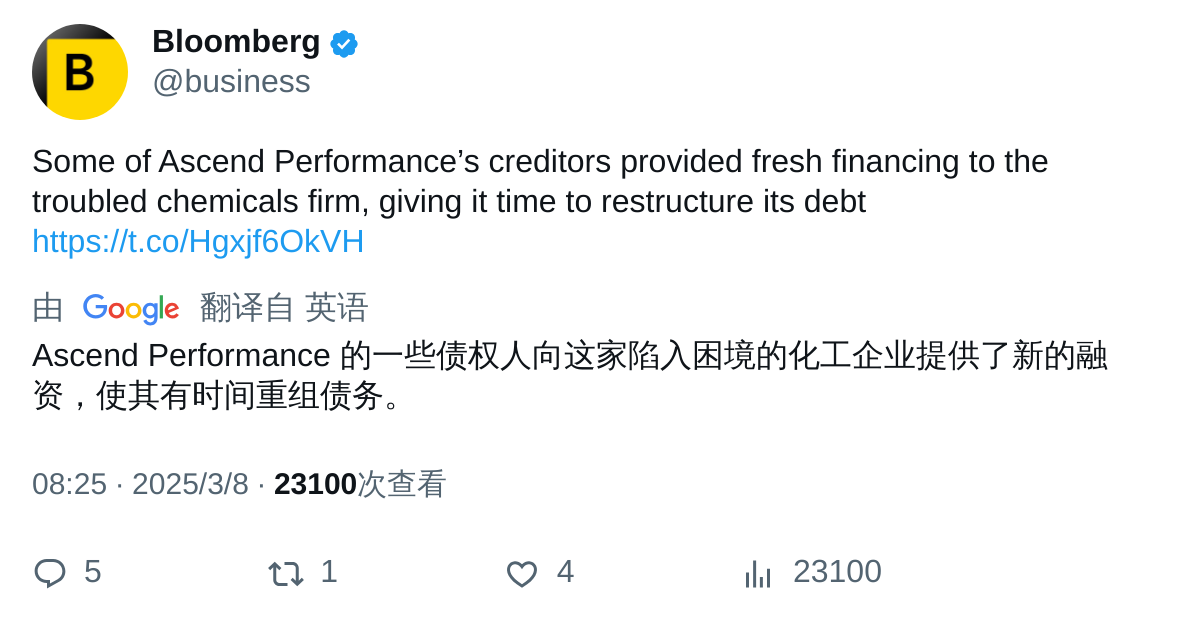 B
Bloomberg
@business
Some of Ascend Performance’s creditors provided fresh financing to the
troubled chemicals firm, giving it time to restructure its debt
https://t.co/Hgxjf6OkVH
由 Google 翻译自 英语
Ascend Performance 的一些债权人向这家陷入困境的化工企业提供了新的融
资，使其有时间重组债务。
08:25 · 2025/3/8 · 23100次查看
5 1 4 23100